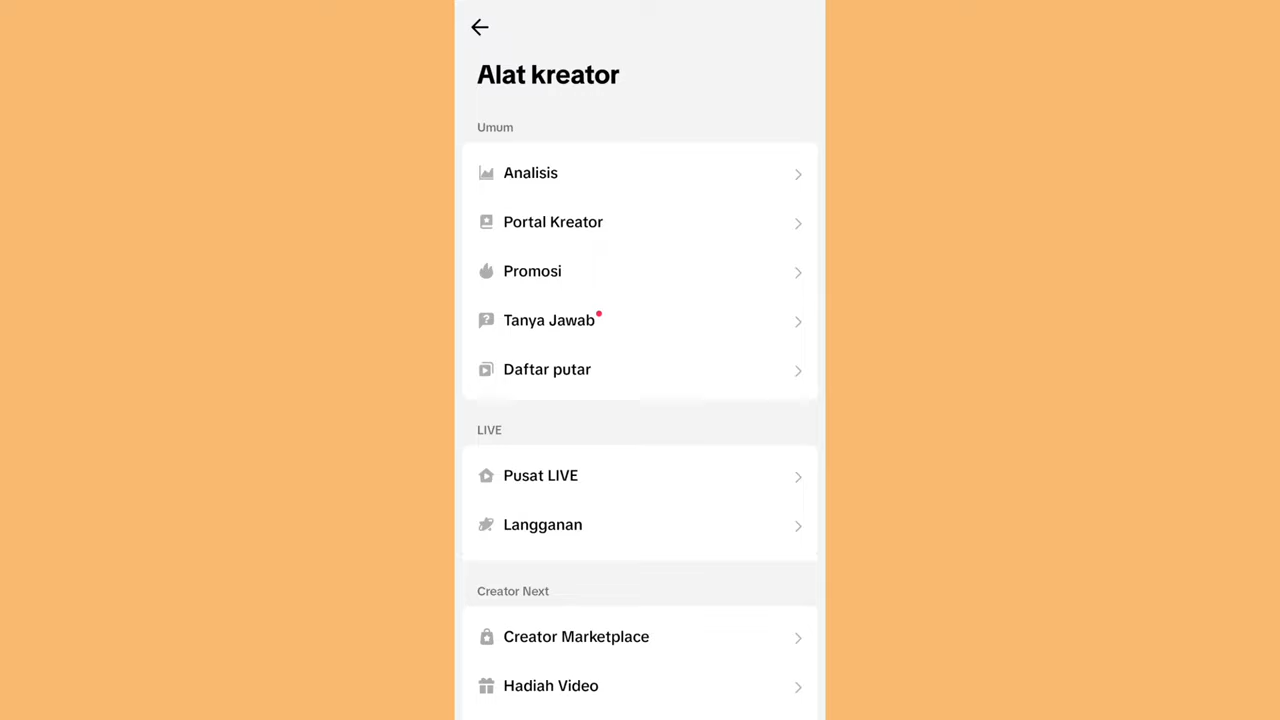 Alat kreator
Umum
Analisis
Portal Kreator
Promosi
Tanya Jawab
Daftar putar
LIVE
Pusat LIVE
Langganan
Creator Next
Creator Marketplace
Hadiah Video